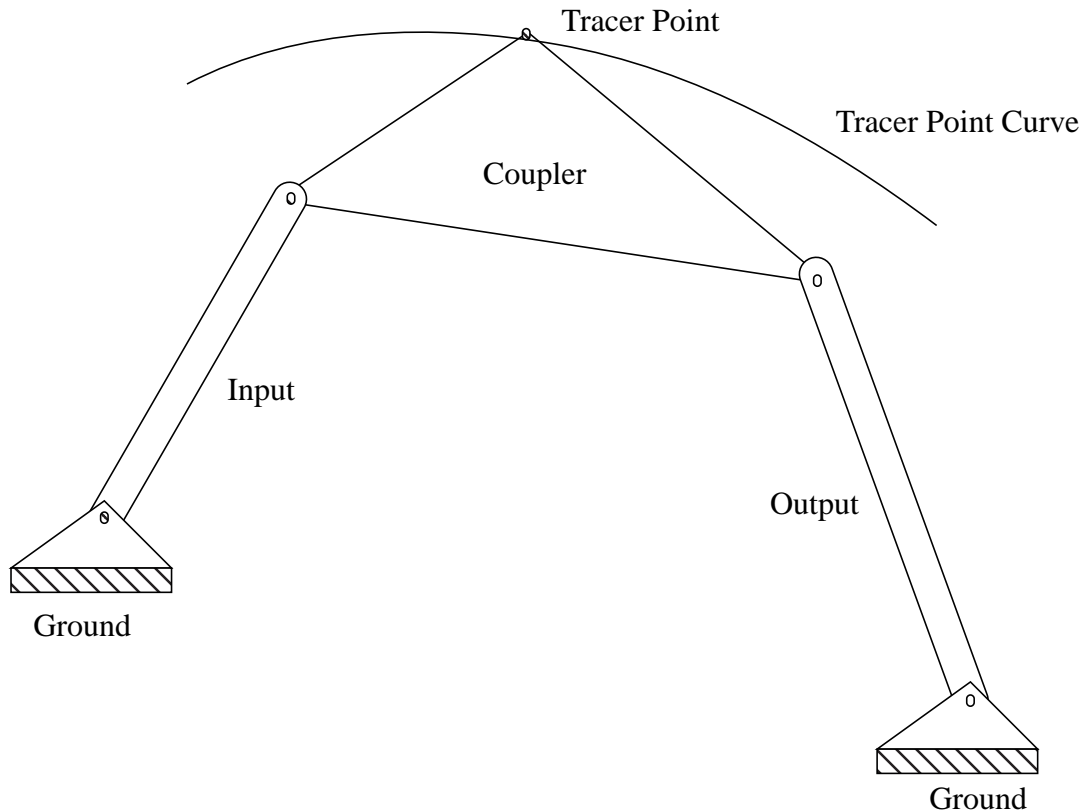 Tracer Point
Tracer Point Curve
Coupler
Input
Output
Ground
Ground